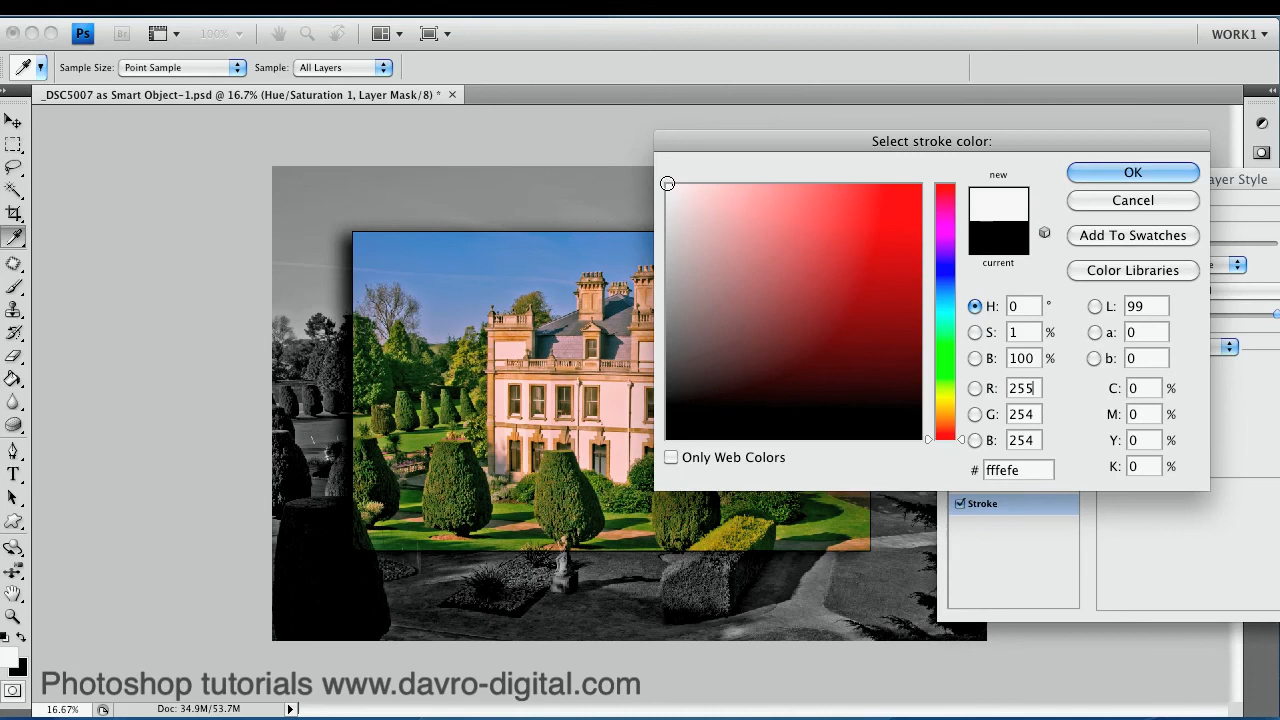 Ps Br 100% WORK1
Sample Size: Point Sample Sample: All Layers
_DSC5007 as Smart Object-1.psd @ 16.7% (Hue/Saturation 1, Layer Mask/8) *
Select stroke color:
new
current
OK
Cancel
Add To Swatches
Color Libraries
ayer Style
H: 0 °
S: 1 %
B: 100 %
R: 255
G: 254
B: 254
# fffefe
L: 99
a: 0
b: 0
C: 0 %
M: 0 %
Y: 0 %
K: 0 %
Only Web Colors
e
Stroke
T
Photoshop tutorials www.davro-digital.com
16.67% Doc: 34.9M/53.7M